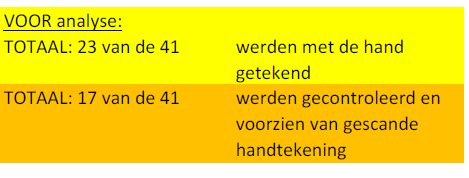 VOOR analyse:
TOTAAL: 23 van de 41 werden met de hand
getekend
TOTAAL: 17 van de 41 werden gecontroleerd en
voorzien van gescande
handtekening